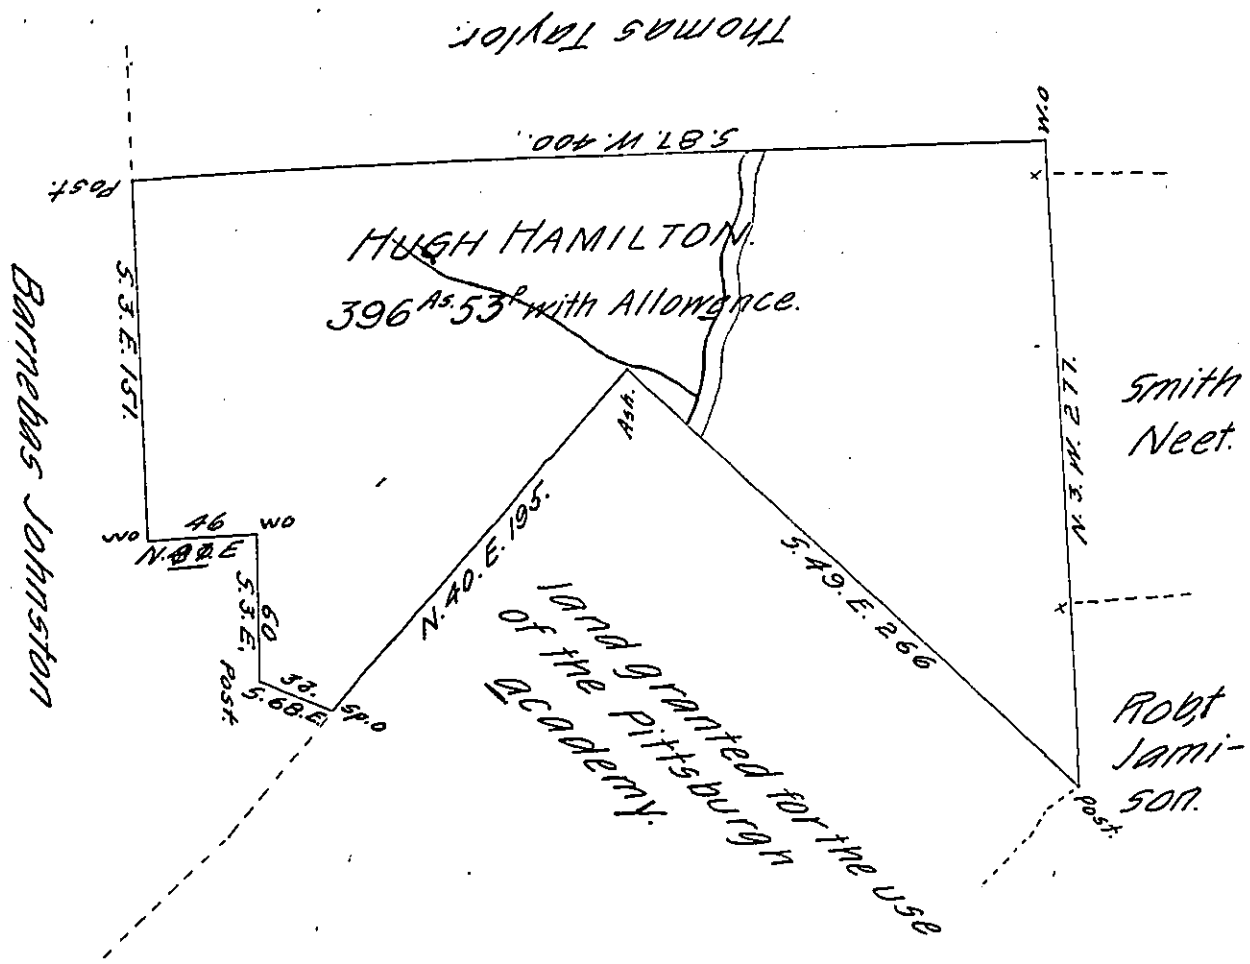 Thomas Taylor.
S. 87. W. 400.
W.O
Post.
x
HUGH HAMILTON.
396 As. 53 P with Allowance.
Barnebas Johnston
S. 3. E. 151.
N. 3. W. 277.
Smith
Neet.
Ash.
wo
46
wo
N. 87. E
S. 3. E.
60
Post.
33.
S. 68. E.
Sp. O
N. 40. E. 195.
S. 49. E. 266
x
land granted for the use
of the Pittsburgh
academy.
Robt
Jami-
son.
Post.